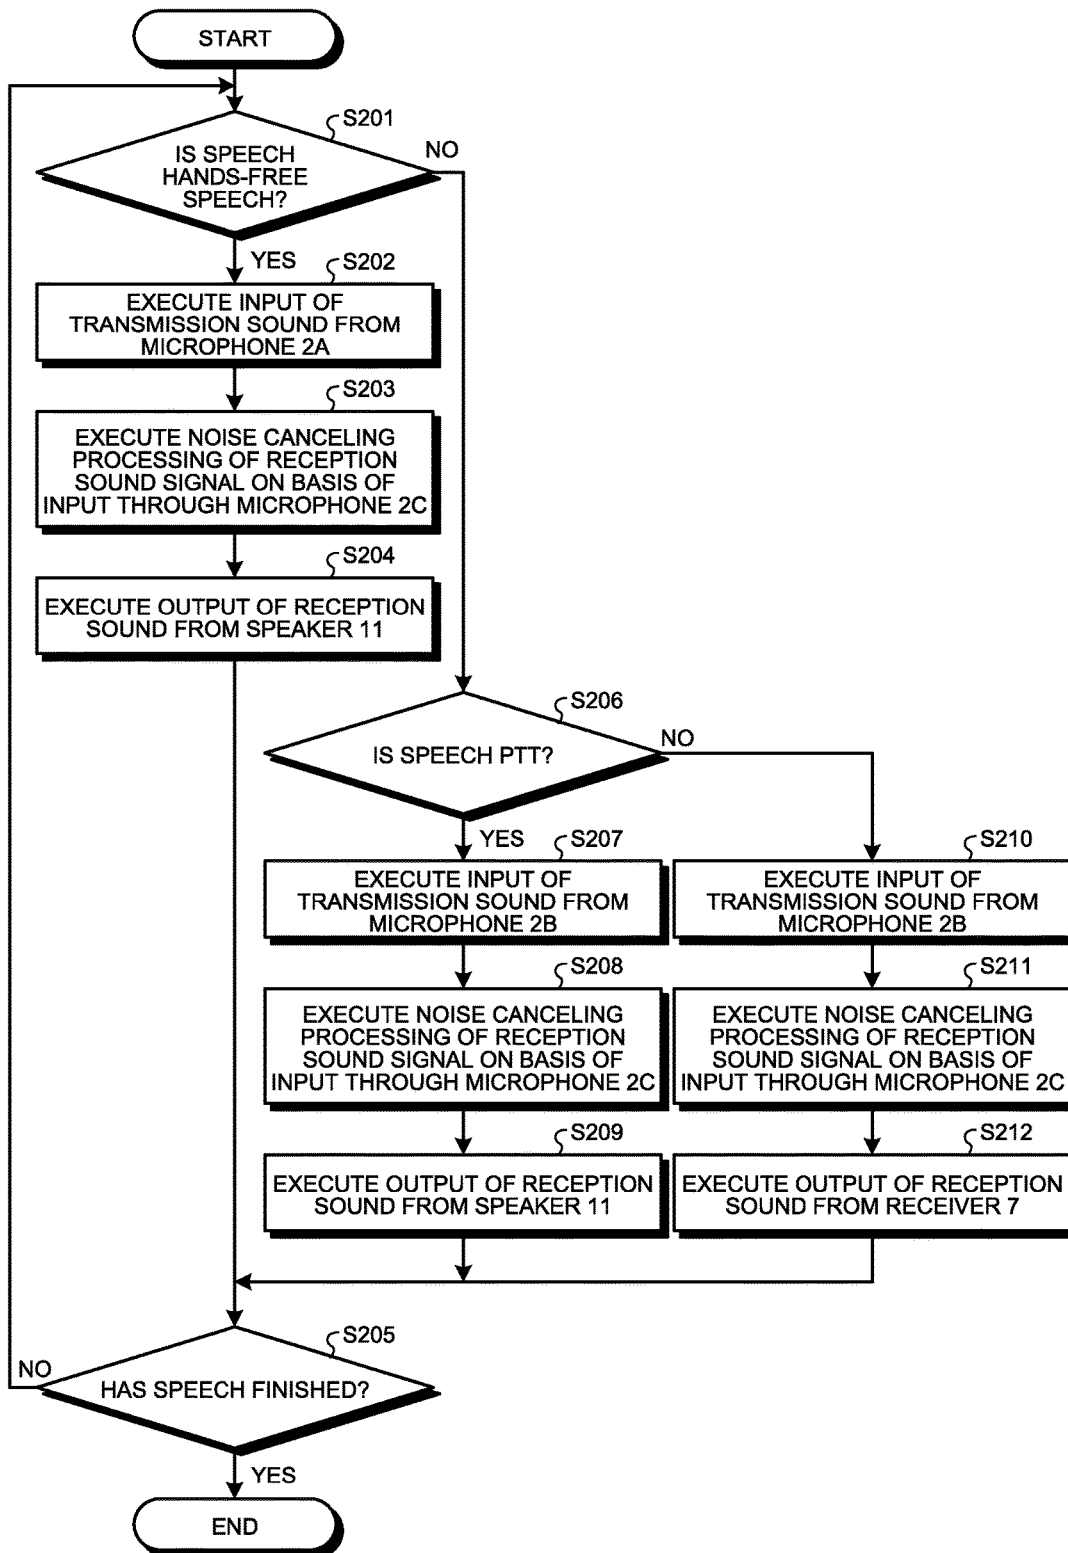 START
S201
IS SPEECH
HANDS-FREE
SPEECH?
NO
YES
S202
EXECUTE INPUT OF
TRANSMISSION SOUND FROM
MICROPHONE 2A
S203
EXECUTE NOISE CANCELING
PROCESSING OF RECEPTION
SOUND SIGNAL ON BASIS OF
INPUT THROUGH MICROPHONE 2C
S204
EXECUTE OUTPUT OF RECEPTION
SOUND FROM SPEAKER 11
S206
IS SPEECH PTT?
NO
YES
S207
EXECUTE INPUT OF
TRANSMISSION SOUND FROM
MICROPHONE 2B
S208
EXECUTE NOISE CANCELING
PROCESSING OF RECEPTION
SOUND SIGNAL ON BASIS OF
INPUT THROUGH MICROPHONE 2C
S209
EXECUTE OUTPUT OF RECEPTION
SOUND FROM SPEAKER 11
S210
EXECUTE INPUT OF
TRANSMISSION SOUND FROM
MICROPHONE 2B
S211
EXECUTE NOISE CANCELING
PROCESSING OF RECEPTION
SOUND SIGNAL ON BASIS OF
INPUT THROUGH MICROPHONE 2C
S212
EXECUTE OUTPUT OF RECEPTION
SOUND FROM RECEIVER 7
S205
NO
HAS SPEECH FINISHED?
YES
END